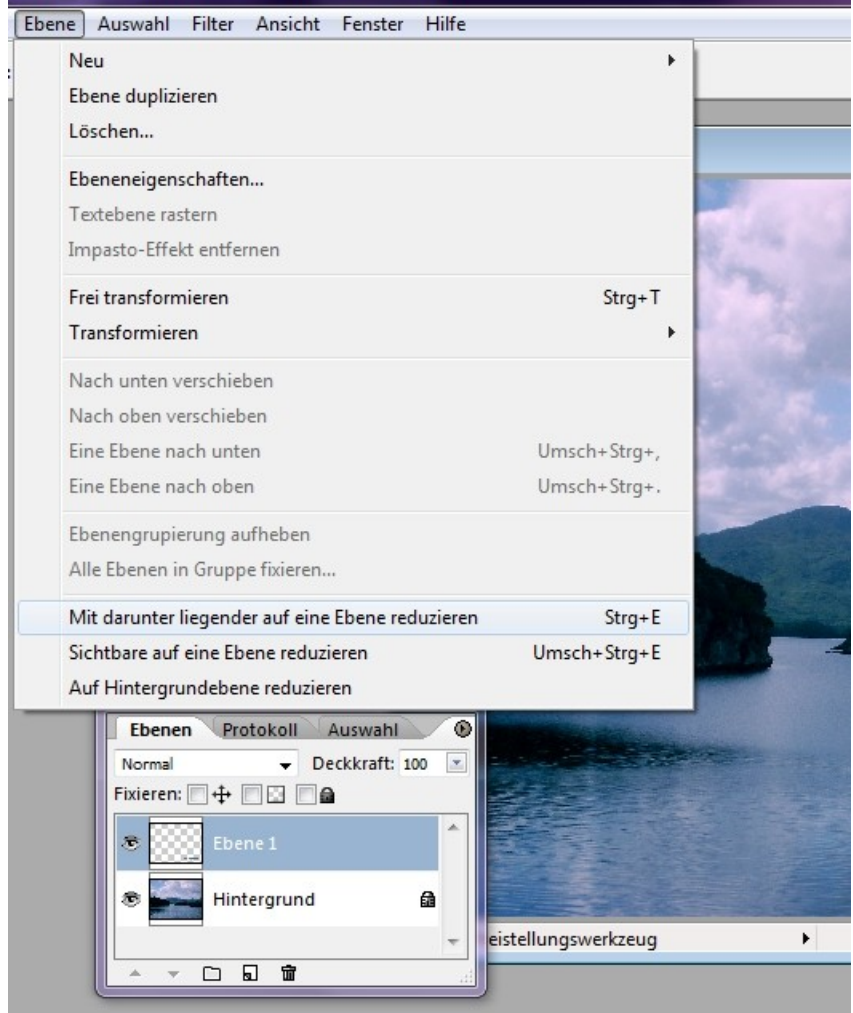 Ebene Auswahl Filter Ansicht Fenster Hilfe
Neu
Ebene duplizieren
Löschen...
Ebeneneigenschaften...
Textebene rastern
Impasto-Effekt entfernen
Frei transformieren Strg+T
Transformieren
Nach unten verschieben
Nach oben verschieben
Eine Ebene nach unten Umsch+Strg+,
Eine Ebene nach oben Umsch+Strg+.
Ebenengrupierung aufheben
Alle Ebenen in Gruppe fixieren...
Mit darunter liegender auf eine Ebene reduzieren Strg+E
Sichtbare auf eine Ebene reduzieren Umsch+Strg+E
Auf Hintergrundebene reduzieren
Ebenen Protokoll Auswahl
Normal Deckkraft: 100
Fixieren:
Ebene 1
Hintergrund
eistellungswerkzeug